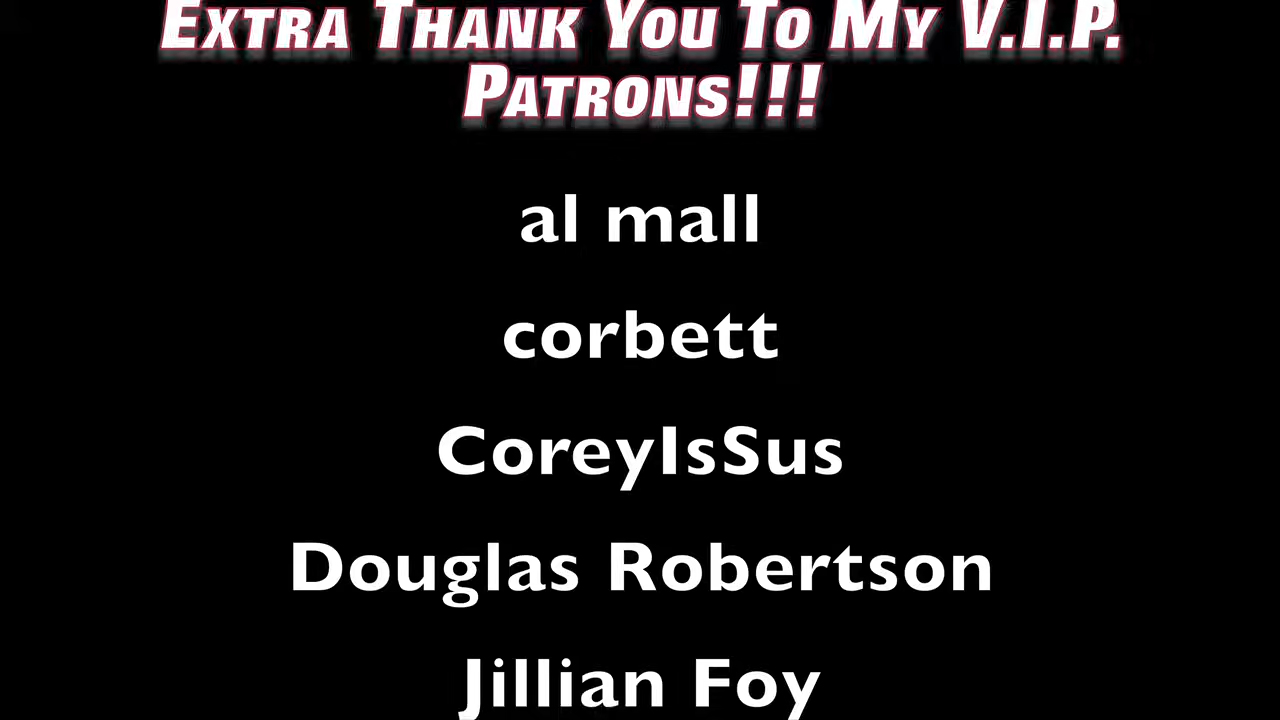 Extra Thank You To My V.I.P.
Patrons!!!
al mall
corbett
CoreyIsSus
Douglas Robertson
Jillian Foy